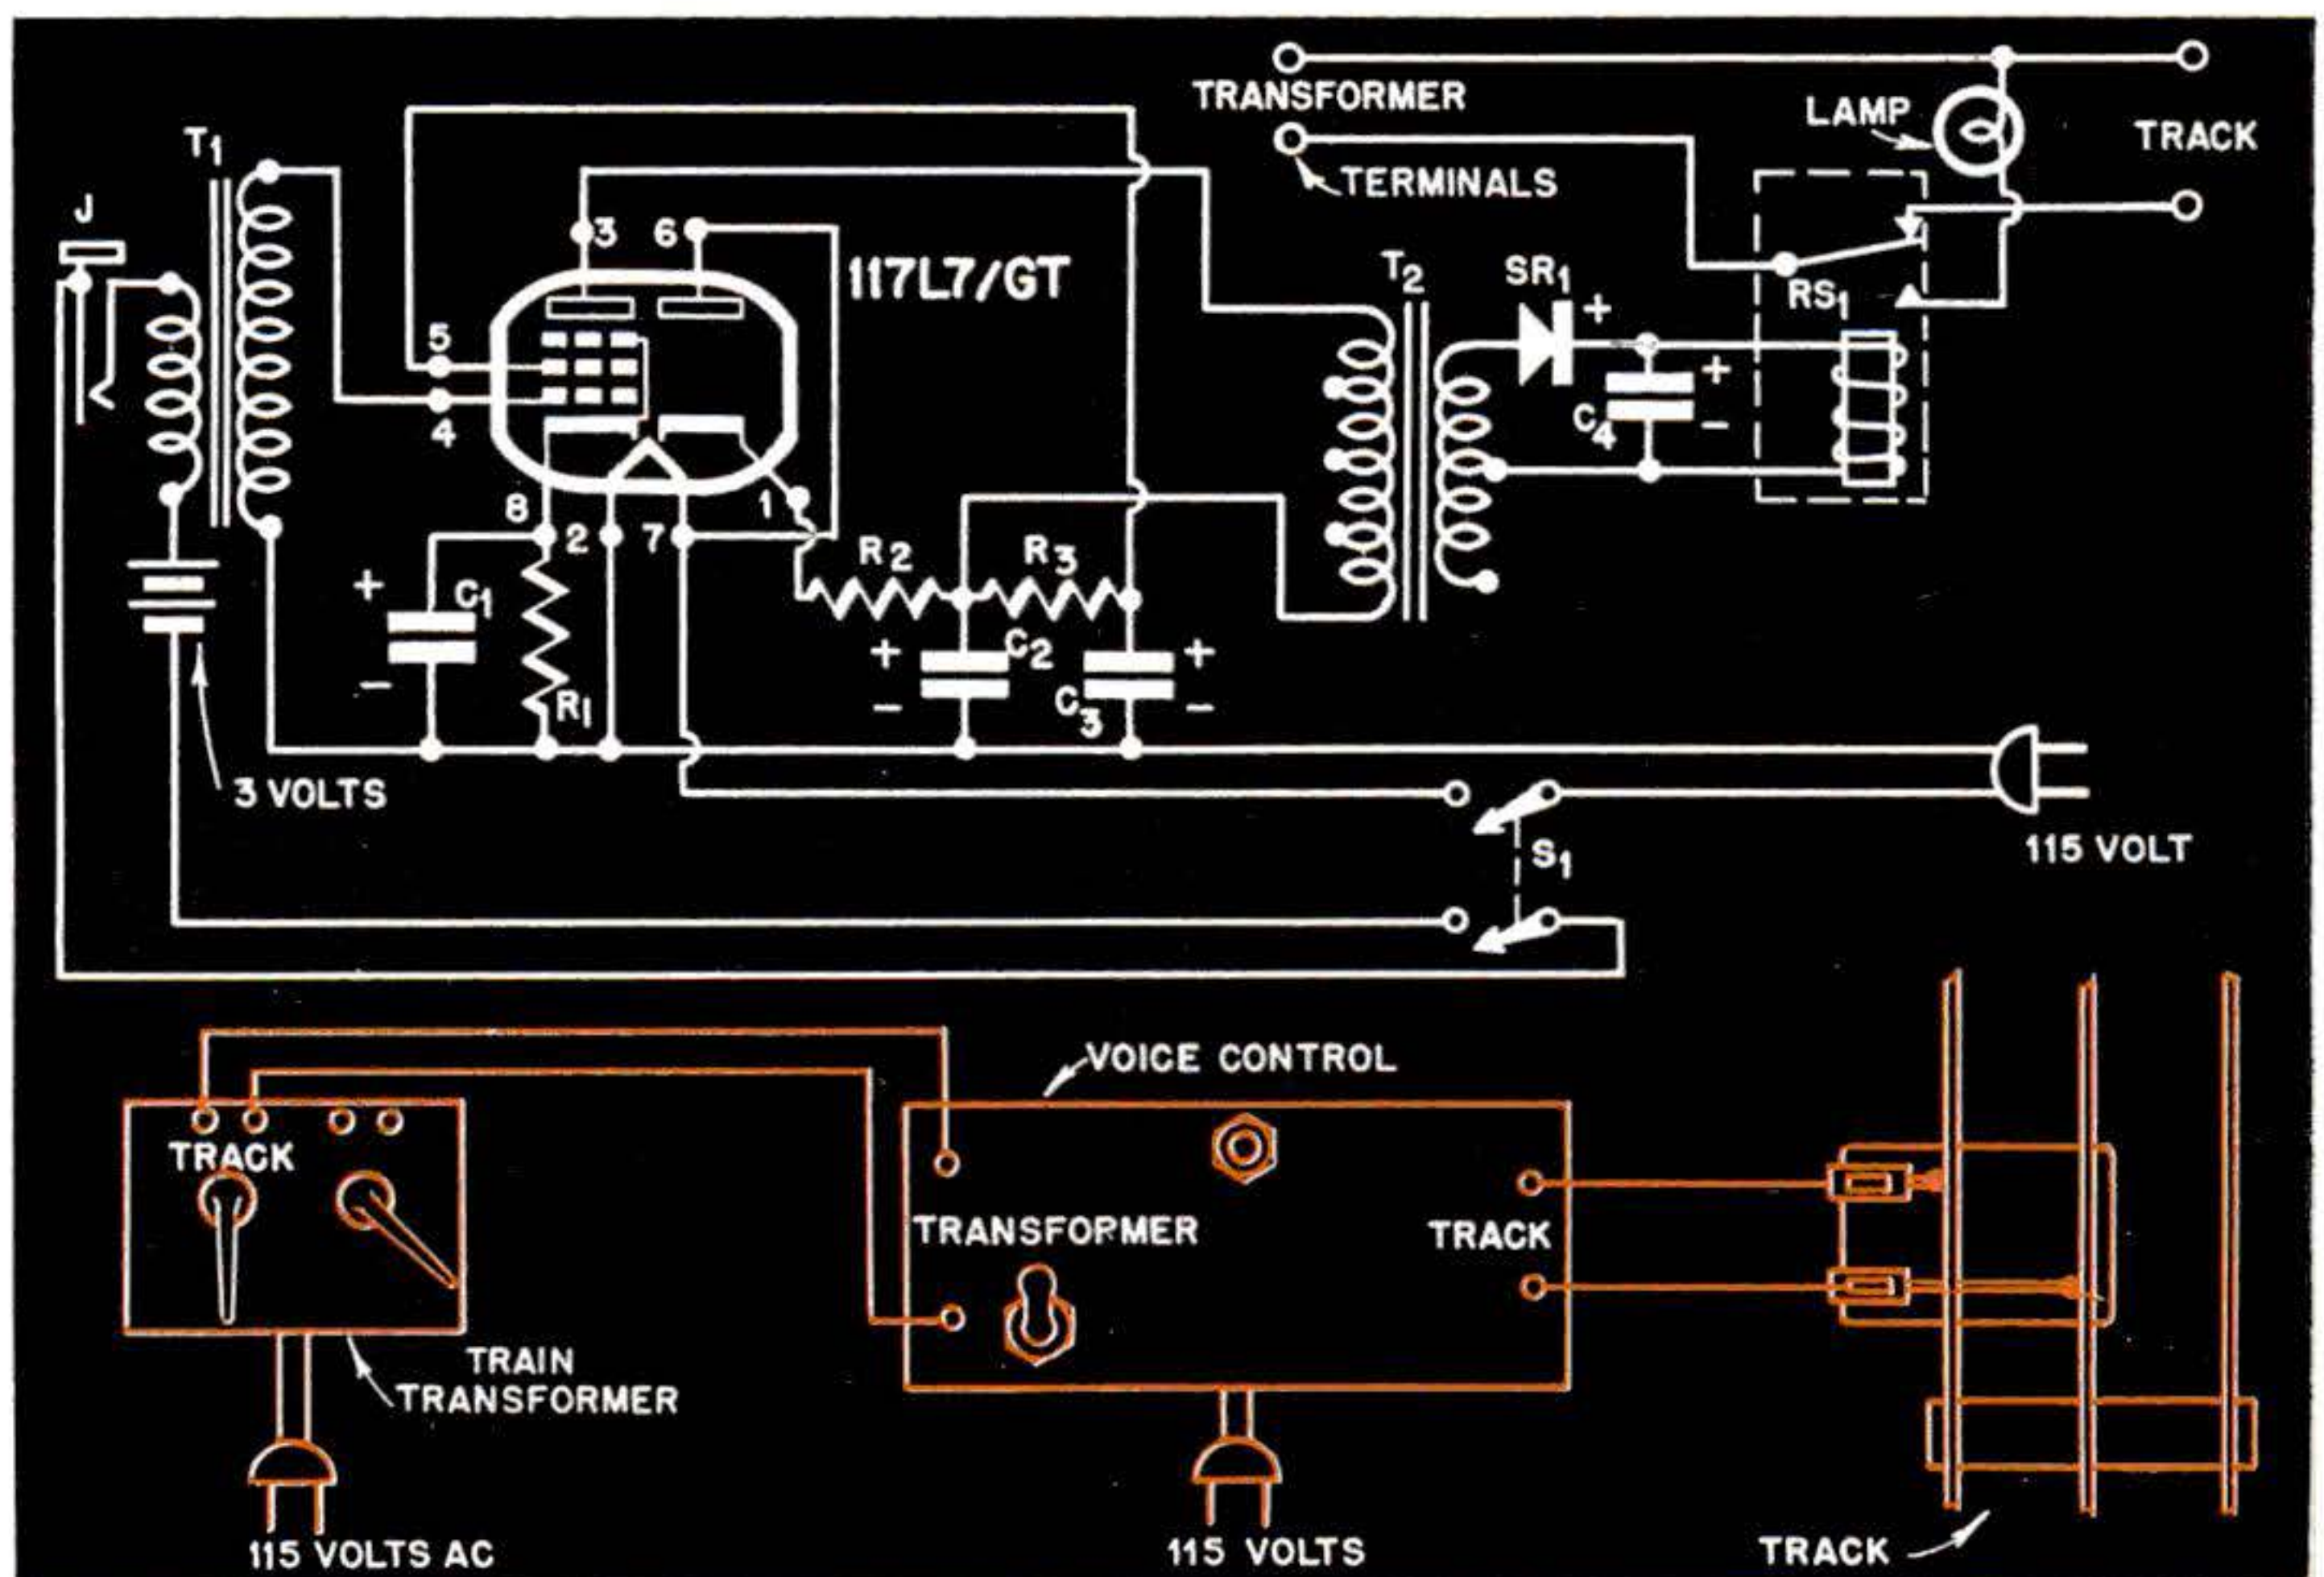 TRANSFORMER
TERMINALS
LAMP
TRACK
T1
J
3 6
117L7/GT
5
4
8 2 7 1
T2
SR1
+
RS1
+
C4
-
R2
R3
+
C1
-
R1
+
C2
-
+
C3
-
3 VOLTS
S1
115 VOLT
VOICE CONTROL
TRACK
TRANSFORMER
TRACK
TRAIN
TRANSFORMER
115 VOLTS AC
115 VOLTS
TRACK